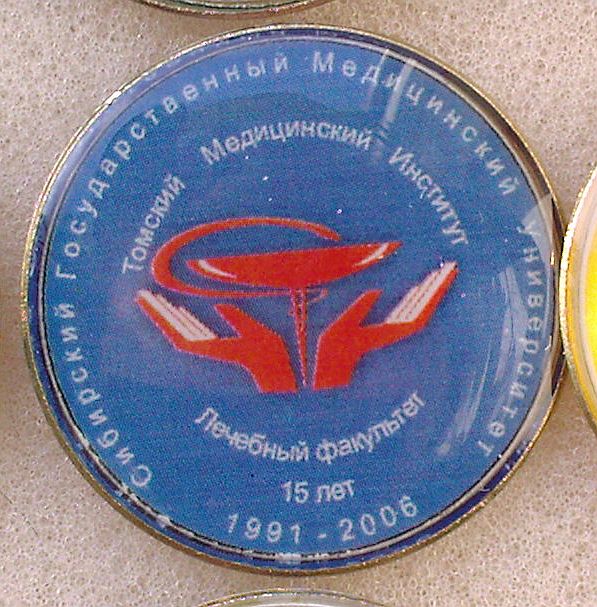 Сибирский Государственный Медицинский Университет
Томский Медицинский Институт
Лечебный факультет
15 лет
1991 - 2006